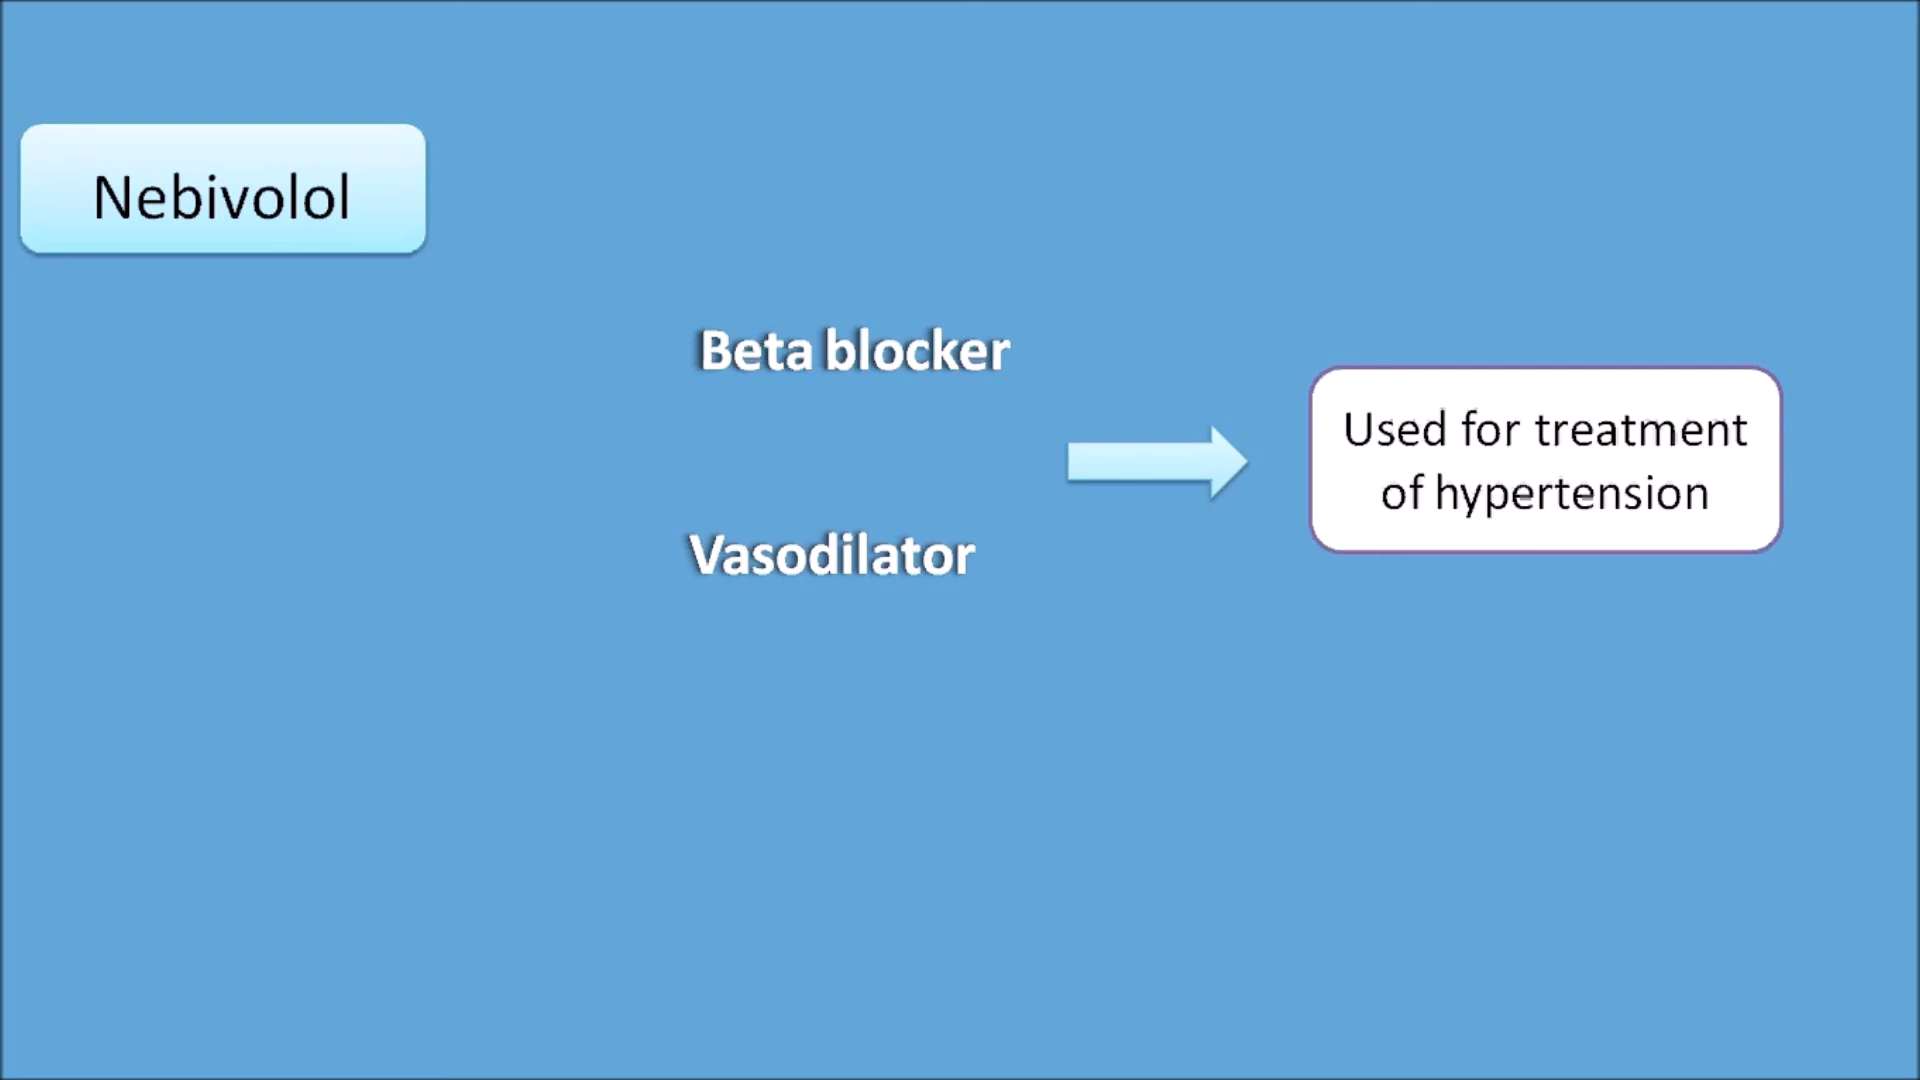 Nebivolol
Beta blocker
Vasodilator
Used for treatment
of hypertension